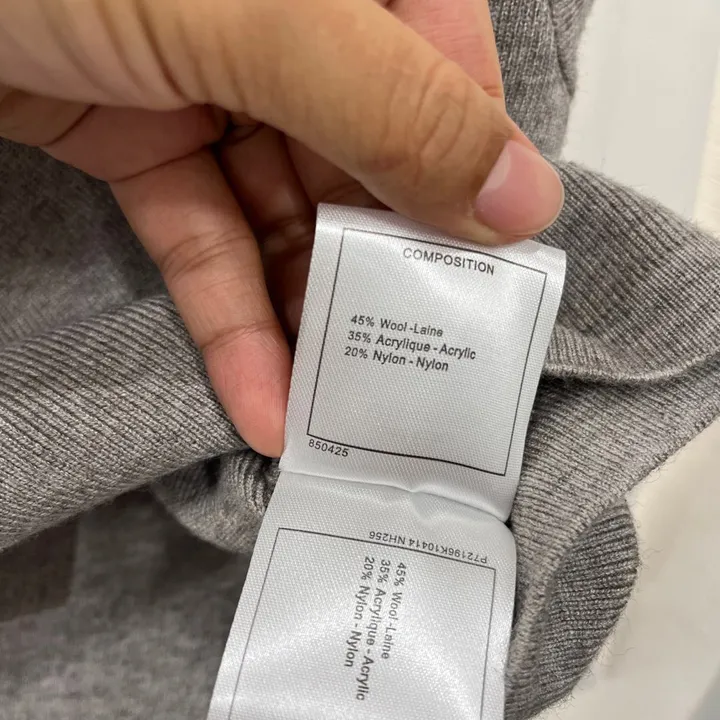 COMPOSITION
45% Wool -Laine
35% Acrylique - Acrylic
20% Nylon - Nylon
850425
P72196K10414 NH256
45% Wool -Laine
35% Acrylique - Acrylic
20% Nylon - Nylon